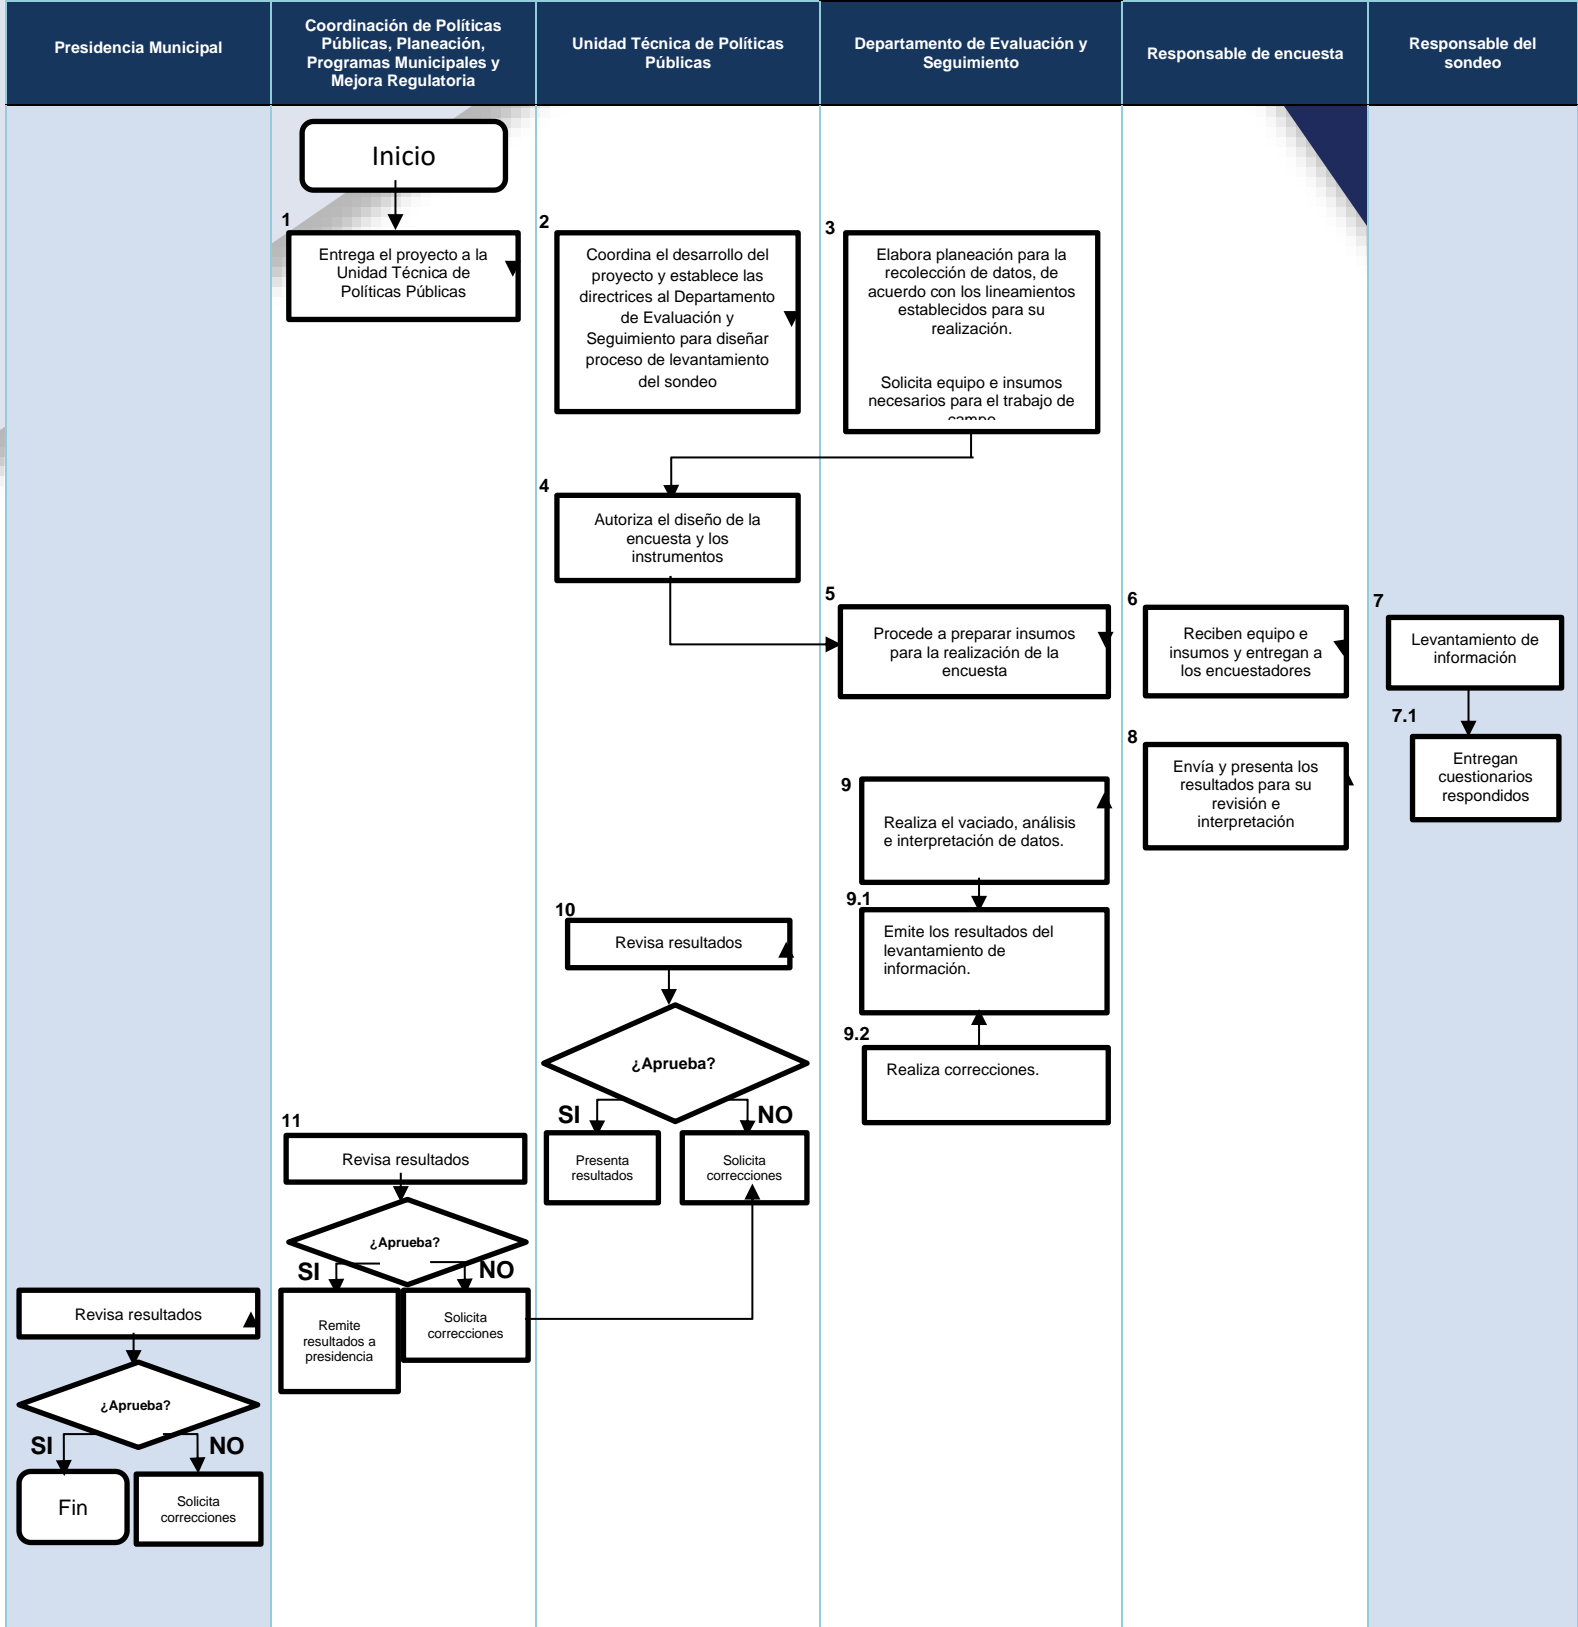 Presidencia Municipal
Coordinación de Políticas
Públicas, Planeación,
Programas Municipales y
Mejora Regulatoria
Unidad Técnica de Políticas
Públicas
Departamento de Evaluación y
Seguimiento
Responsable de encuesta
Responsable del
sondeo
Inicio
1
Entrega el proyecto a la
Unidad Técnica de
Políticas Públicas
2
Coordina el desarrollo del
proyecto y establece las
directrices al Departamento
de Evaluación y
Seguimiento para diseñar
proceso de levantamiento
del sondeo
3
Elabora planeación para la
recolección de datos, de
acuerdo con los lineamientos
establecidos para su
realización.
Solicita equipo e insumos
necesarios para el trabajo de
campo
4
Autoriza el diseño de la
encuesta y los
instrumentos
5
Procede a preparar insumos
para la realización de la
encuesta
6
Reciben equipo e
insumos y entregan a
los encuestadores
7
Levantamiento de
información
7.1
Entregan
cuestionarios
respondidos
8
Envía y presenta los
resultados para su
revisión e
interpretación
9
Realiza el vaciado, análisis
e interpretación de datos.
9.1
Emite los resultados del
levantamiento de
información.
9.2
Realiza correcciones.
10
Revisa resultados
¿Aprueba?
SI
NO
Presenta
resultados
Solicita
correcciones
11
Revisa resultados
¿Aprueba?
SI
NO
Remite
resultados a
presidencia
Solicita
correcciones
Revisa resultados
¿Aprueba?
SI
NO
Fin
Solicita
correcciones